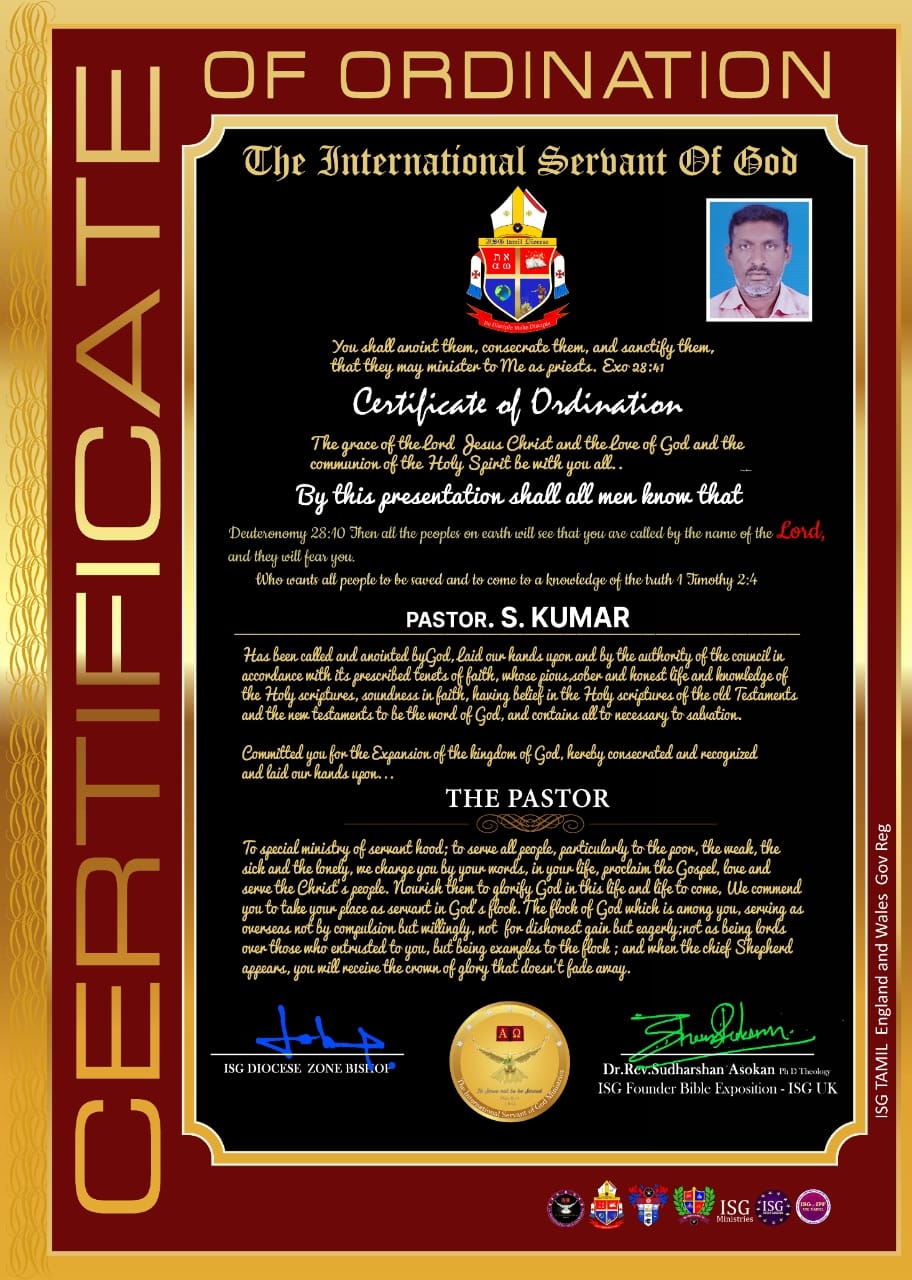 CERTIFICATE
OF ORDINATION
The International Servant Of God
ISG tamil Diocese
א ת
α ω
Be Disciple Make Disciple
You shall anoint them, consecrate them, and sanctify them,
that they may minister to Me as priests. Exo 28:41
Certificate of Ordination
The grace of the Lord Jesus Christ and the Love of God and the
communion of the Holy Spirit be with you all..
By this presentation shall all men know that
Deuteronomy 28:10 Then all the peoples on earth will see that you are called by the name of the Lord,
and they will fear you.
Who wants all people to be saved and to come to a knowledge of the truth 1 Timothy 2:4
PASTOR. S. KUMAR
Has been called and anointed byGod, Laid our hands upon and by the authority of the council in
accordance with its prescribed tenets of faith, whose pious,sober and honest life and knowledge of
the Holy scriptures, soundness in faith, having belief in the Holy scriptures of the old Testaments
and the new testaments to be the word of God, and contains all to necessary to salvation.
Committed you for the Expansion of the kingdom of God, hereby consecrated and recognized
and laid our hands upon...
THE PASTOR
To special ministry of servant hood; to serve all people, particularly to the poor, the weak, the
sick and the lonely, we charge you by your words, in your life, proclaim the Gospel, love and
serve the Christ's people. Nourish them to glorify God in this life and life to come, We commend
you to take your place as servant in God's flock. The flock of God which is among you, serving as
overseas not by compulsion but willingly, not for dishonest gain but eagerly;not as being lords
over those who entrusted to you, but being examples to the flock ; and when the chief Shepherd
appears, you will receive the crown of glory that doesn't fade away.
ISG DIOCESE ZONE BISHOP
Α Ω
To Serve not to be Served
The International Servant of God Ministries
Dr.Rev.Sudharshan Asokan Ph D Theology
ISG Founder Bible Exposition - ISG UK
ISG TAMIL England and Wales Gov Reg
ISG
Ministries
ISG